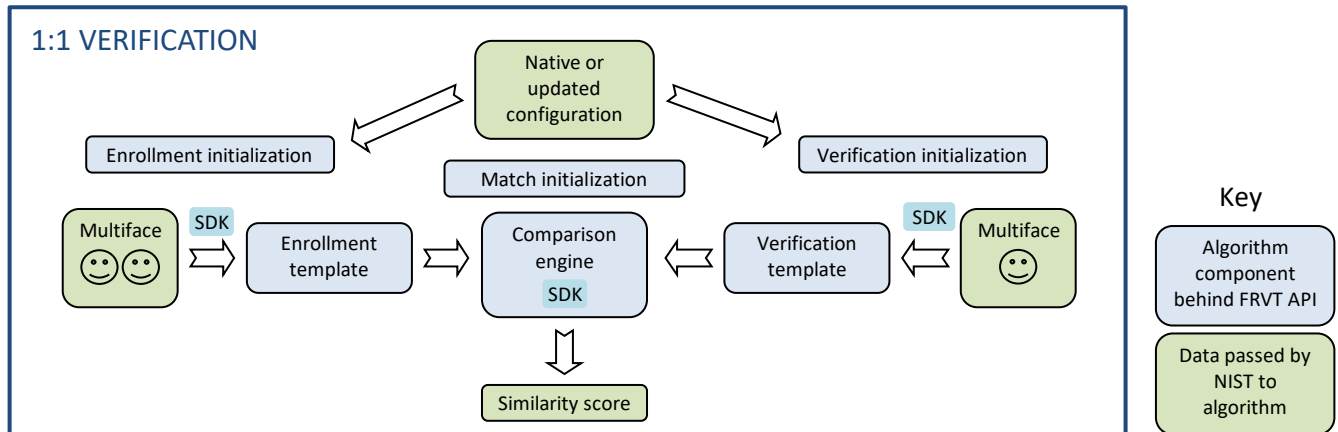 1:1 VERIFICATION
Native or
updated
configuration
Enrollment initialization
Verification initialization
Match initialization
Multiface
SDK
Enrollment
template
Comparison
engine
SDK
Verification
template
SDK
Multiface
Similarity score
Key
Algorithm
component
behind FRVT API
Data passed by
NIST to
algorithm